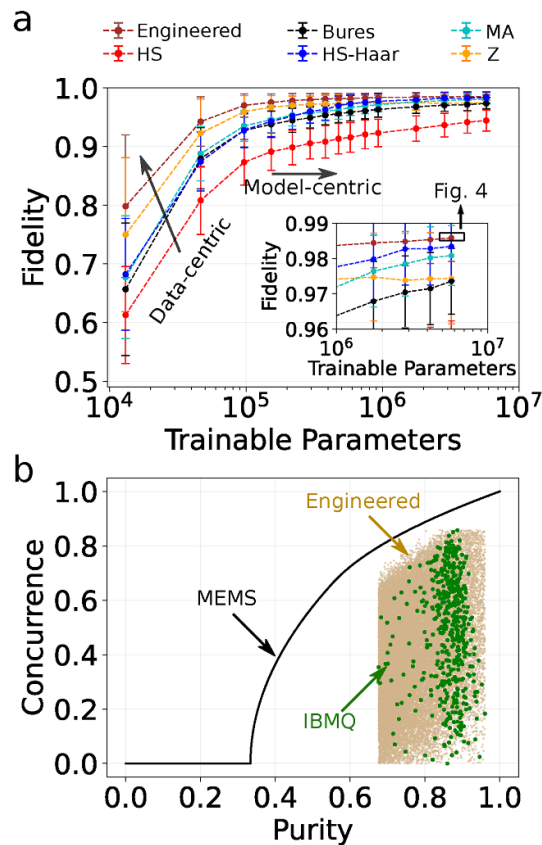 a
Engineered Bures MA
HS HS-Haar Z
1.0
0.9
0.8
0.7
0.6
0.5
Fidelity
Data-centric
Model-centric
Fig. 4
0.99
0.98
0.97
0.96
Fidelity
10^6 10^7
Trainable Parameters
10^4 10^5 10^6 10^7
Trainable Parameters
b
1.0
0.8
0.6
0.4
0.2
0.0
Concurrence
Engineered
MEMS
IBMQ
0.0 0.2 0.4 0.6 0.8 1.0
Purity